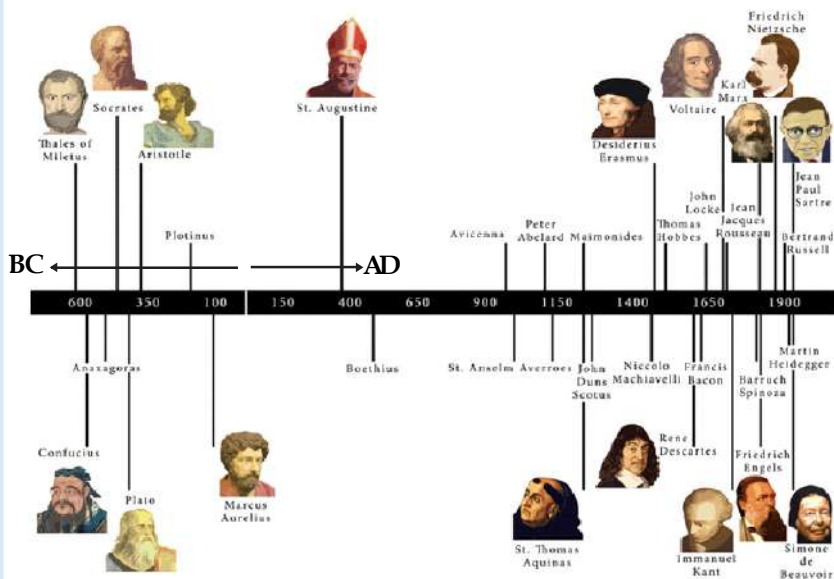 Friedrich
Nietzsche
Socrates
St. Augustine
Voltaire
Karl
Marx
Thales of
Miletus
Aristotle
Desiderius
Erasmus
Jean
Paul
Sartre
Plotinus
Avicenna
Peter
Abelard
Maimonides
Thomas
Hobbes
John
Locke
Jean
Jacques
Rousseau
Bertrand
Russell
BC
AD
600 350 100 150 400 650 900 1150 1400 1650 1900
Anaxagoras
Boethius
St. Anselm
Averroes
John
Duns
Scotus
Niccolo
Machiavelli
Francis
Bacon
Barruch
Spinoza
Martin
Heidegger
Confucius
Plato
Marcus
Aurelius
Rene
Descartes
Friedrich
Engels
St. Thomas
Aquinas
Immanuel
Kant
Simone
de
Beauvoir